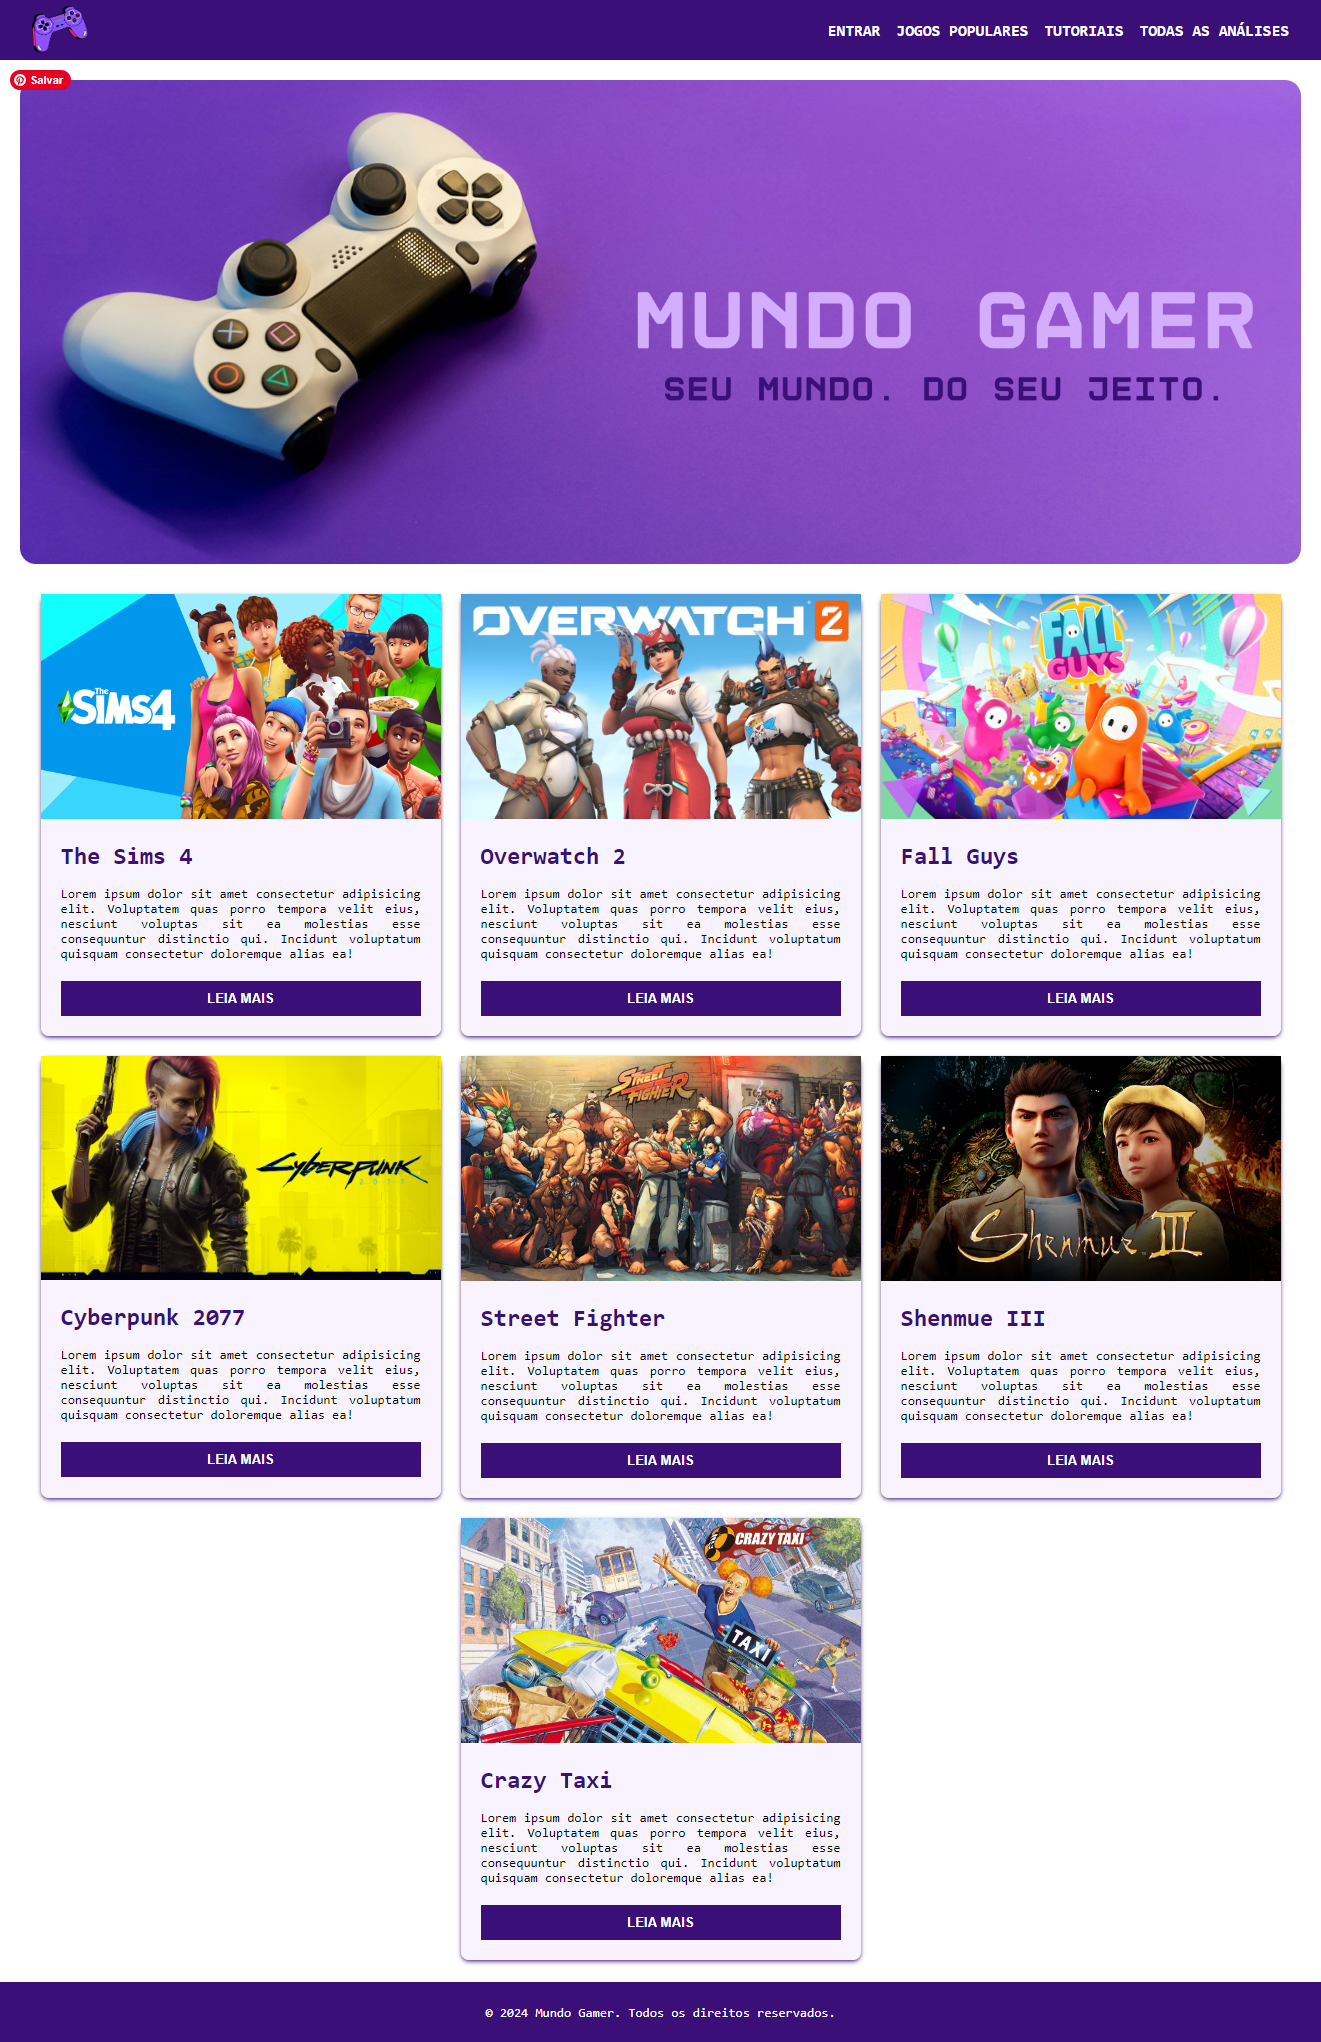 ENTRAR JOGOS POPULARES TUTORIAIS TODAS AS ANÁLISES
Salvar
MUNDO GAMER
SEU MUNDO. DO SEU JEITO.
The SIMS 4
OVERWATCH 2
FALL GUYS
The Sims 4
Lorem ipsum dolor sit amet consectetur adipisicing
elit. Voluptatem quas porro tempora velit eius,
nesciunt voluptas sit ea molestias esse
consequuntur distinctio qui. Incidunt voluptatum
quisquam consectetur doloremque alias ea!
LEIA MAIS
Overwatch 2
Lorem ipsum dolor sit amet consectetur adipisicing
elit. Voluptatem quas porro tempora velit eius,
nesciunt voluptas sit ea molestias esse
consequuntur distinctio qui. Incidunt voluptatum
quisquam consectetur doloremque alias ea!
LEIA MAIS
Fall Guys
Lorem ipsum dolor sit amet consectetur adipisicing
elit. Voluptatem quas porro tempora velit eius,
nesciunt voluptas sit ea molestias esse
consequuntur distinctio qui. Incidunt voluptatum
quisquam consectetur doloremque alias ea!
LEIA MAIS
Cyberpunk
2077
STREET
FIGHTER
Shenmue III
Cyberpunk 2077
Lorem ipsum dolor sit amet consectetur adipisicing
elit. Voluptatem quas porro tempora velit eius,
nesciunt voluptas sit ea molestias esse
consequuntur distinctio qui. Incidunt voluptatum
quisquam consectetur doloremque alias ea!
LEIA MAIS
Street Fighter
Lorem ipsum dolor sit amet consectetur adipisicing
elit. Voluptatem quas porro tempora velit eius,
nesciunt voluptas sit ea molestias esse
consequuntur distinctio qui. Incidunt voluptatum
quisquam consectetur doloremque alias ea!
LEIA MAIS
Shenmue III
Lorem ipsum dolor sit amet consectetur adipisicing
elit. Voluptatem quas porro tempora velit eius,
nesciunt voluptas sit ea molestias esse
consequuntur distinctio qui. Incidunt voluptatum
quisquam consectetur doloremque alias ea!
LEIA MAIS
CRAZY TAXI
TAXI
Crazy Taxi
Lorem ipsum dolor sit amet consectetur adipisicing
elit. Voluptatem quas porro tempora velit eius,
nesciunt voluptas sit ea molestias esse
consequuntur distinctio qui. Incidunt voluptatum
quisquam consectetur doloremque alias ea!
LEIA MAIS
© 2024 Mundo Gamer. Todos os direitos reservados.